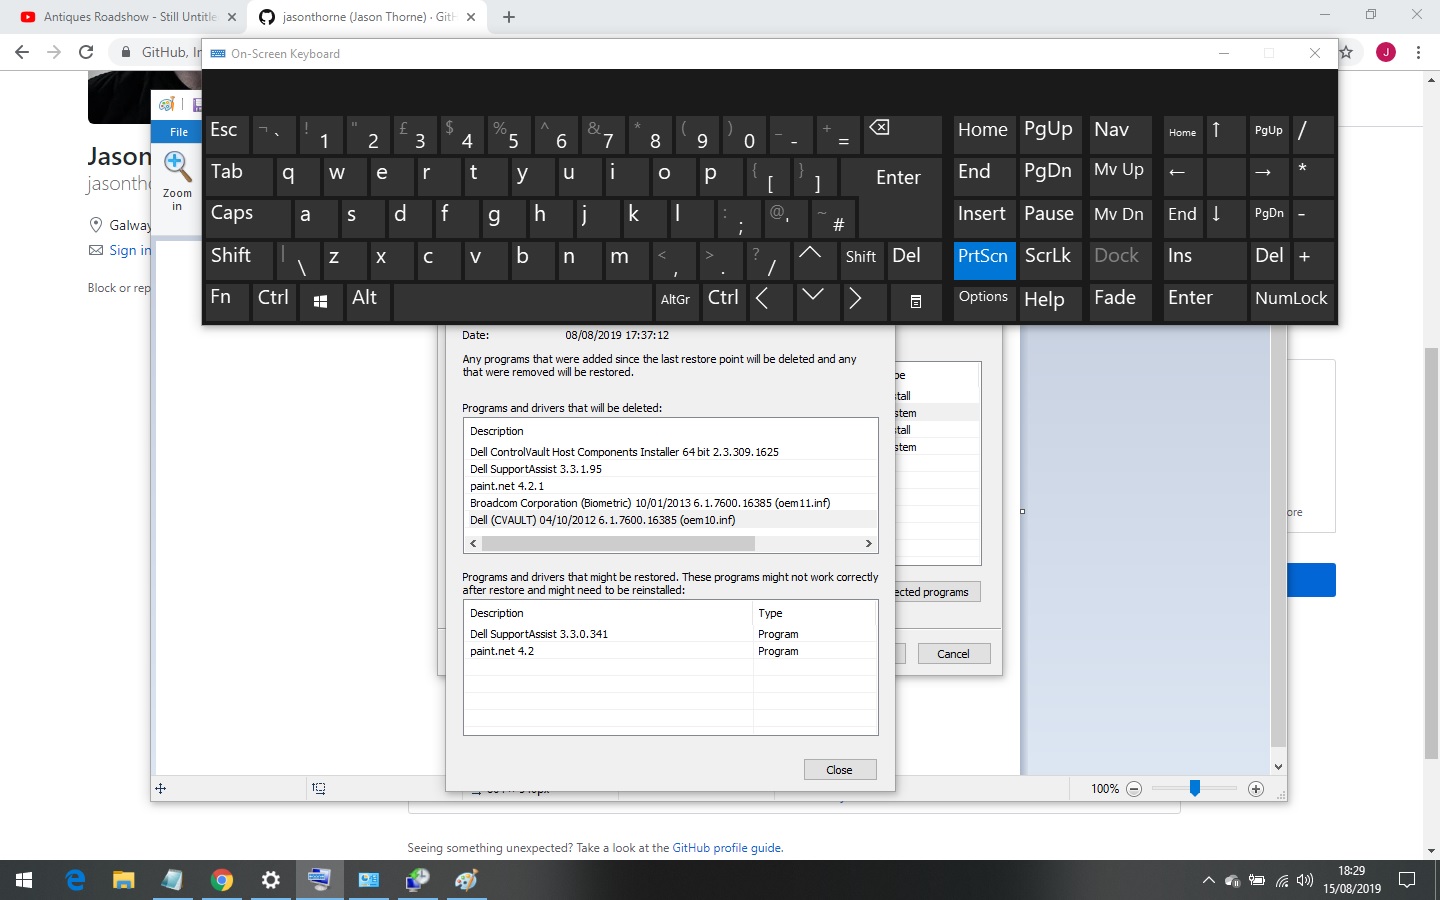 Antiques Roadshow - Still Untitle
jasonthorne (Jason Thorne) · Git
GitHub, In
J
On-Screen Keyboard
Esc ¬ ` ! 1 " 2 £ 3 $ 4 % 5 ^ 6 & 7 * 8 ( 9 ) 0 _ - + = Home PgUp Nav Home ↑ PgUp /
Tab q w e r t y u i o p { [ } ] Enter End PgDn Mv Up ← → *
Caps a s d f g h j k l : ; @ ' ~ # Insert Pause Mv Dn End ↓ PgDn -
Shift | \ z x c v b n m < , > . ? / Shift Del PrtScn ScrLk Dock Ins Del +
Fn Ctrl Alt AltGr Ctrl Options Help Fade Enter NumLock
File
Zoom
in
Jason
jasontho
Galway
Sign in
Block or rep
Date: 08/08/2019 17:37:12
Any programs that were added since the last restore point will be deleted and any
that were removed will be restored.
Programs and drivers that will be deleted:
Description
Dell ControlVault Host Components Installer 64 bit 2.3.309.1625
Dell SupportAssist 3.3.1.95
paint.net 4.2.1
Broadcom Corporation (Biometric) 10/01/2013 6.1.7600.16385 (oem11.inf)
Dell (CVAULT) 04/10/2012 6.1.7600.16385 (oem10.inf)
Programs and drivers that might be restored. These programs might not work correctly
after restore and might need to be reinstalled:
Description Type
Dell SupportAssist 3.3.0.341 Program
paint.net 4.2 Program
Close
pe
stall
stem
stall
stem
ected programs
Cancel
ore
100%
Seeing something unexpected? Take a look at the GitHub profile guide.
18:29
15/08/2019